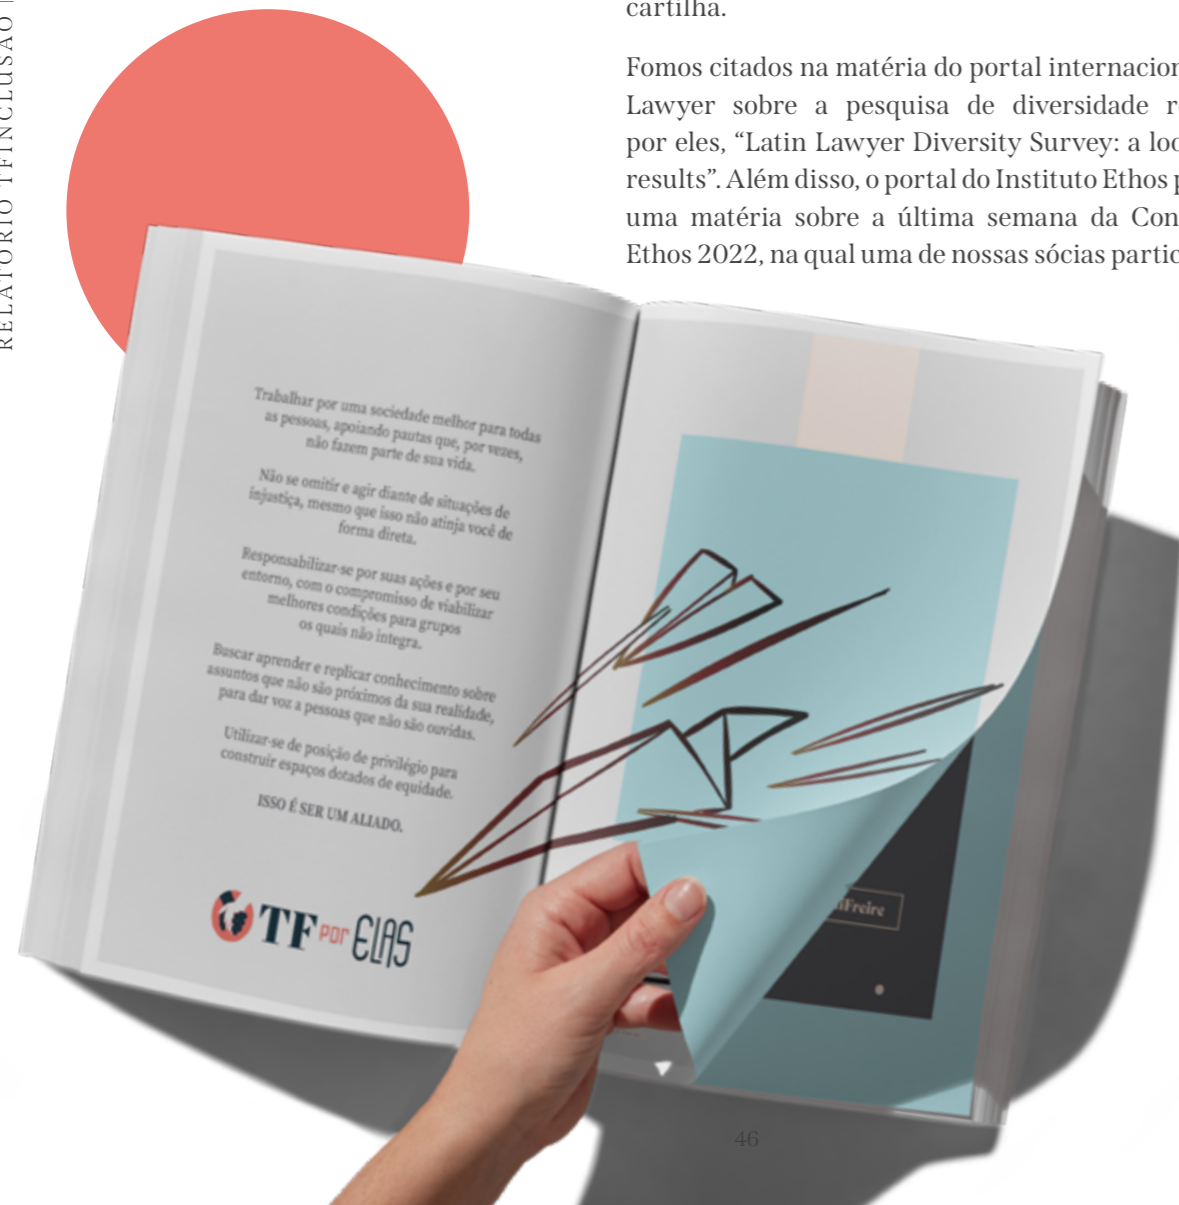 RELATÓRIO TFINCLUSÃO |
cartilha.
Fomos citados na matéria do portal internacion
Lawyer sobre a pesquisa de diversidade r
por eles, “Latin Lawyer Diversity Survey: a loo
results”. Além disso, o portal do Instituto Ethos p
uma matéria sobre a última semana da Con
Ethos 2022, na qual uma de nossas sócias partic
Trabalhar por uma sociedade melhor para todas
as pessoas, apoiando pautas que, por vezes,
não fazem parte de sua vida.
Não se omitir e agir diante de situações de
injustiça, mesmo que isso não atinja você de
forma direta.
Responsabilizar-se por suas ações e por seu
entorno, com o compromisso de viabilizar
melhores condições para grupos
os quais não integra.
Buscar aprender e replicar conhecimento sobre
assuntos que não são próximos da sua realidade,
para dar voz a pessoas que não são ouvidas.
Utilizar-se de posição de privilégio para
construir espaços dotados de equidade.
ISSO É SER UM ALIADO.
TF por ELAS
iFreire
46